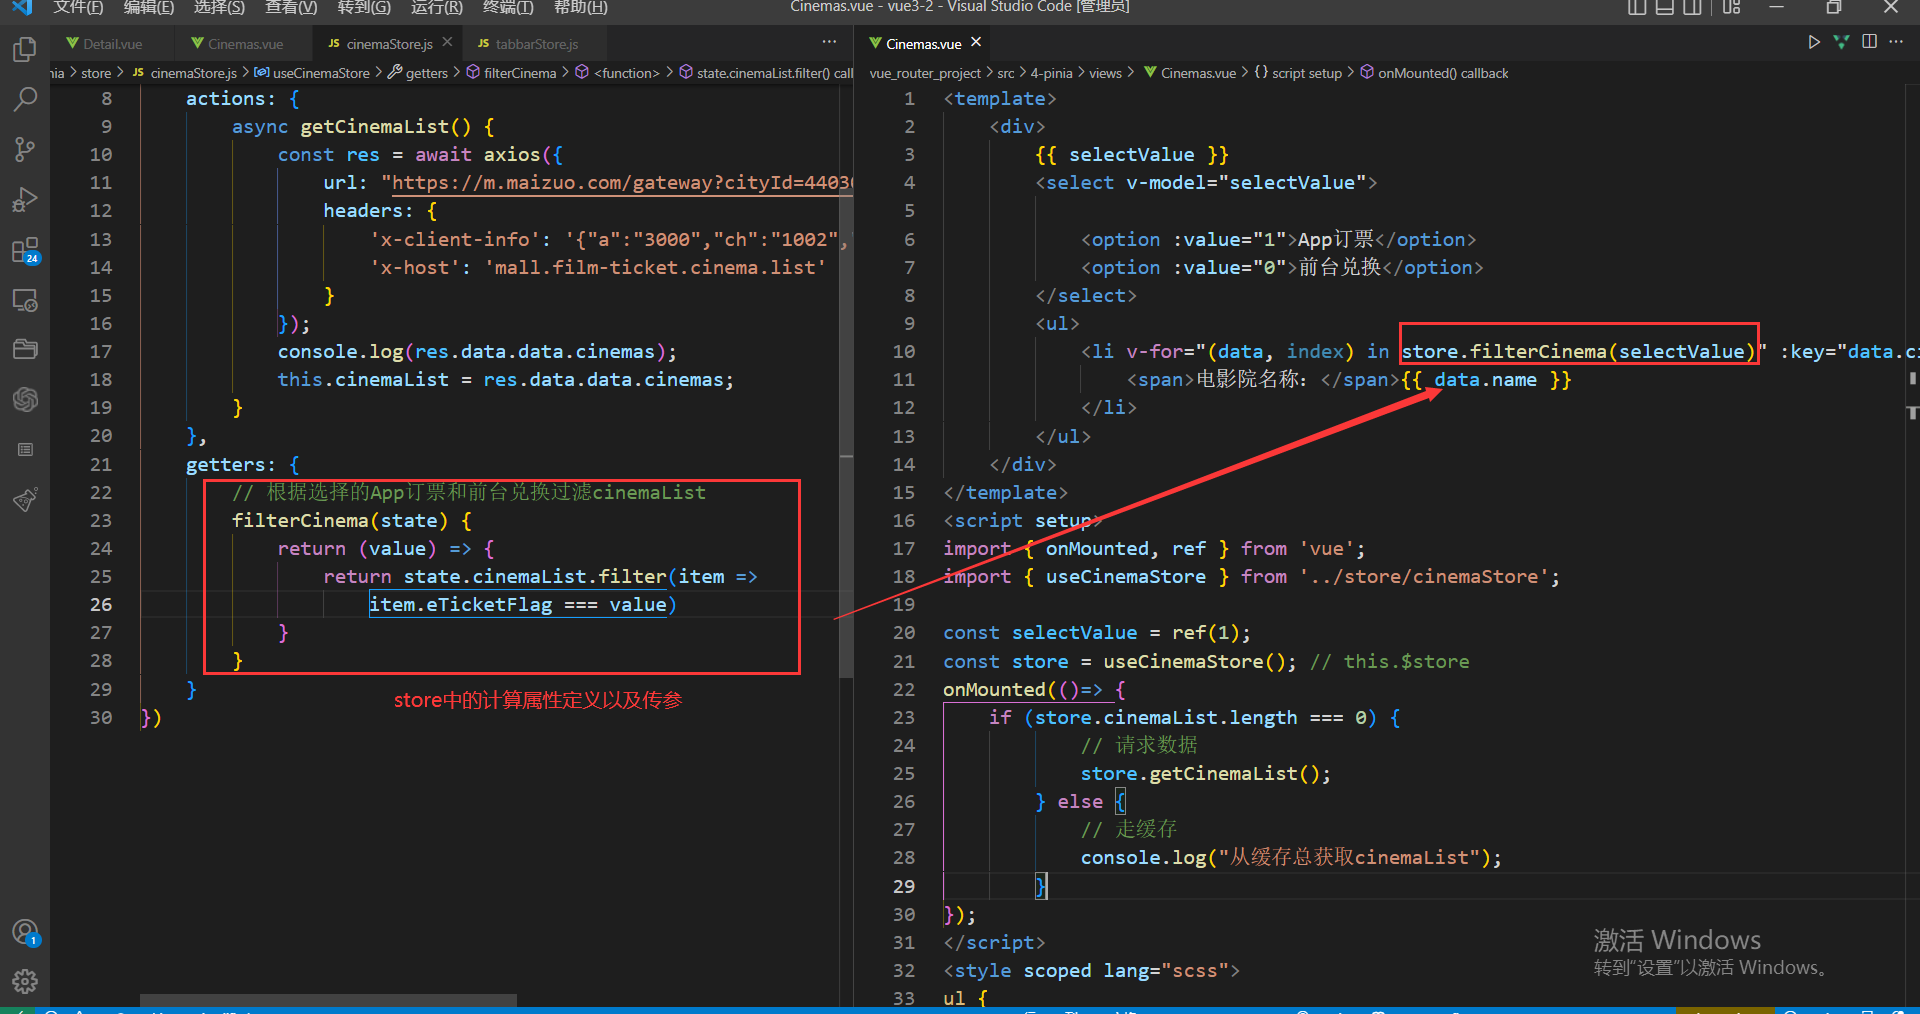 文件(F) 编辑(E) 选择(S) 查看(V) 转到(G) 运行(R) 终端(T) 帮助(H) Cinemas.vue - vue3-2 - Visual Studio Code [管理员]
Detail.vue Cinemas.vue JS cinemaStore.js JS tabbarStore.js
nia > store > JS cinemaStore.js > useCinemaStore > getters > filterCinema > <function> > state.cinemaList.filter() call
8 actions: {
9 async getCinemaList() {
10 const res = await axios({
11 url: "https://m.maizuo.com/gateway?cityId=44030
12 headers: {
13 'x-client-info': '{"a":"3000","ch":"1002",
14 'x-host': 'mall.film-ticket.cinema.list'
15 }
16 });
17 console.log(res.data.data.cinemas);
18 this.cinemaList = res.data.data.cinemas;
19 }
20 },
21 getters: {
22 // 根据选择的App订票和前台兑换过滤cinemaList
23 filterCinema(state) {
24 return (value) => {
25 return state.cinemaList.filter(item =>
26 item.eTicketFlag === value)
27 }
28 }
29 }
30 })
store中的计算属性定义以及传参
24
1
Cinemas.vue
vue_router_project > src > 4-pinia > views > Cinemas.vue > {} script setup > onMounted() callback
1 <template>
2 <div>
3 {{ selectValue }}
4 <select v-model="selectValue">
5
6 <option :value="1">App订票</option>
7 <option :value="0">前台兑换</option>
8 </select>
9 <ul>
10 <li v-for="(data, index) in store.filterCinema(selectValue)" :key="data.ci
11 <span>电影院名称：</span>{{ data.name }}
12 </li>
13 </ul>
14 </div>
15 </template>
16 <script setup>
17 import { onMounted, ref } from 'vue';
18 import { useCinemaStore } from '../store/cinemaStore';
19
20 const selectValue = ref(1);
21 const store = useCinemaStore(); // this.$store
22 onMounted(()=> {
23 if (store.cinemaList.length === 0) {
24 // 请求数据
25 store.getCinemaList();
26 } else {
27 // 走缓存
28 console.log("从缓存总获取cinemaList");
29 }
30 });
31 </script>
32 <style scoped lang="scss">
33 ul {
激活 Windows
转到"设置"以激活 Windows。